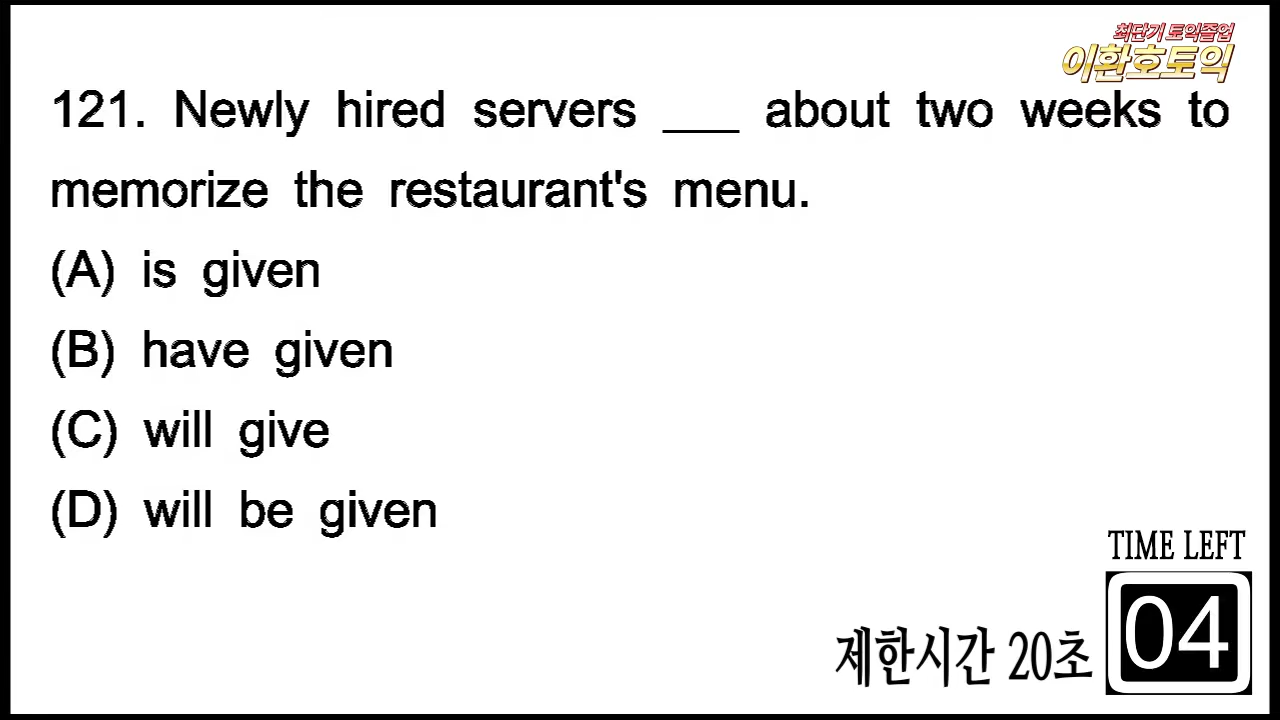 최단기 토익졸업
이환호토익
121. Newly hired servers ___ about two weeks to
memorize the restaurant's menu.
(A) is given
(B) have given
(C) will give
(D) will be given
TIME LEFT
제한시간 20초
04